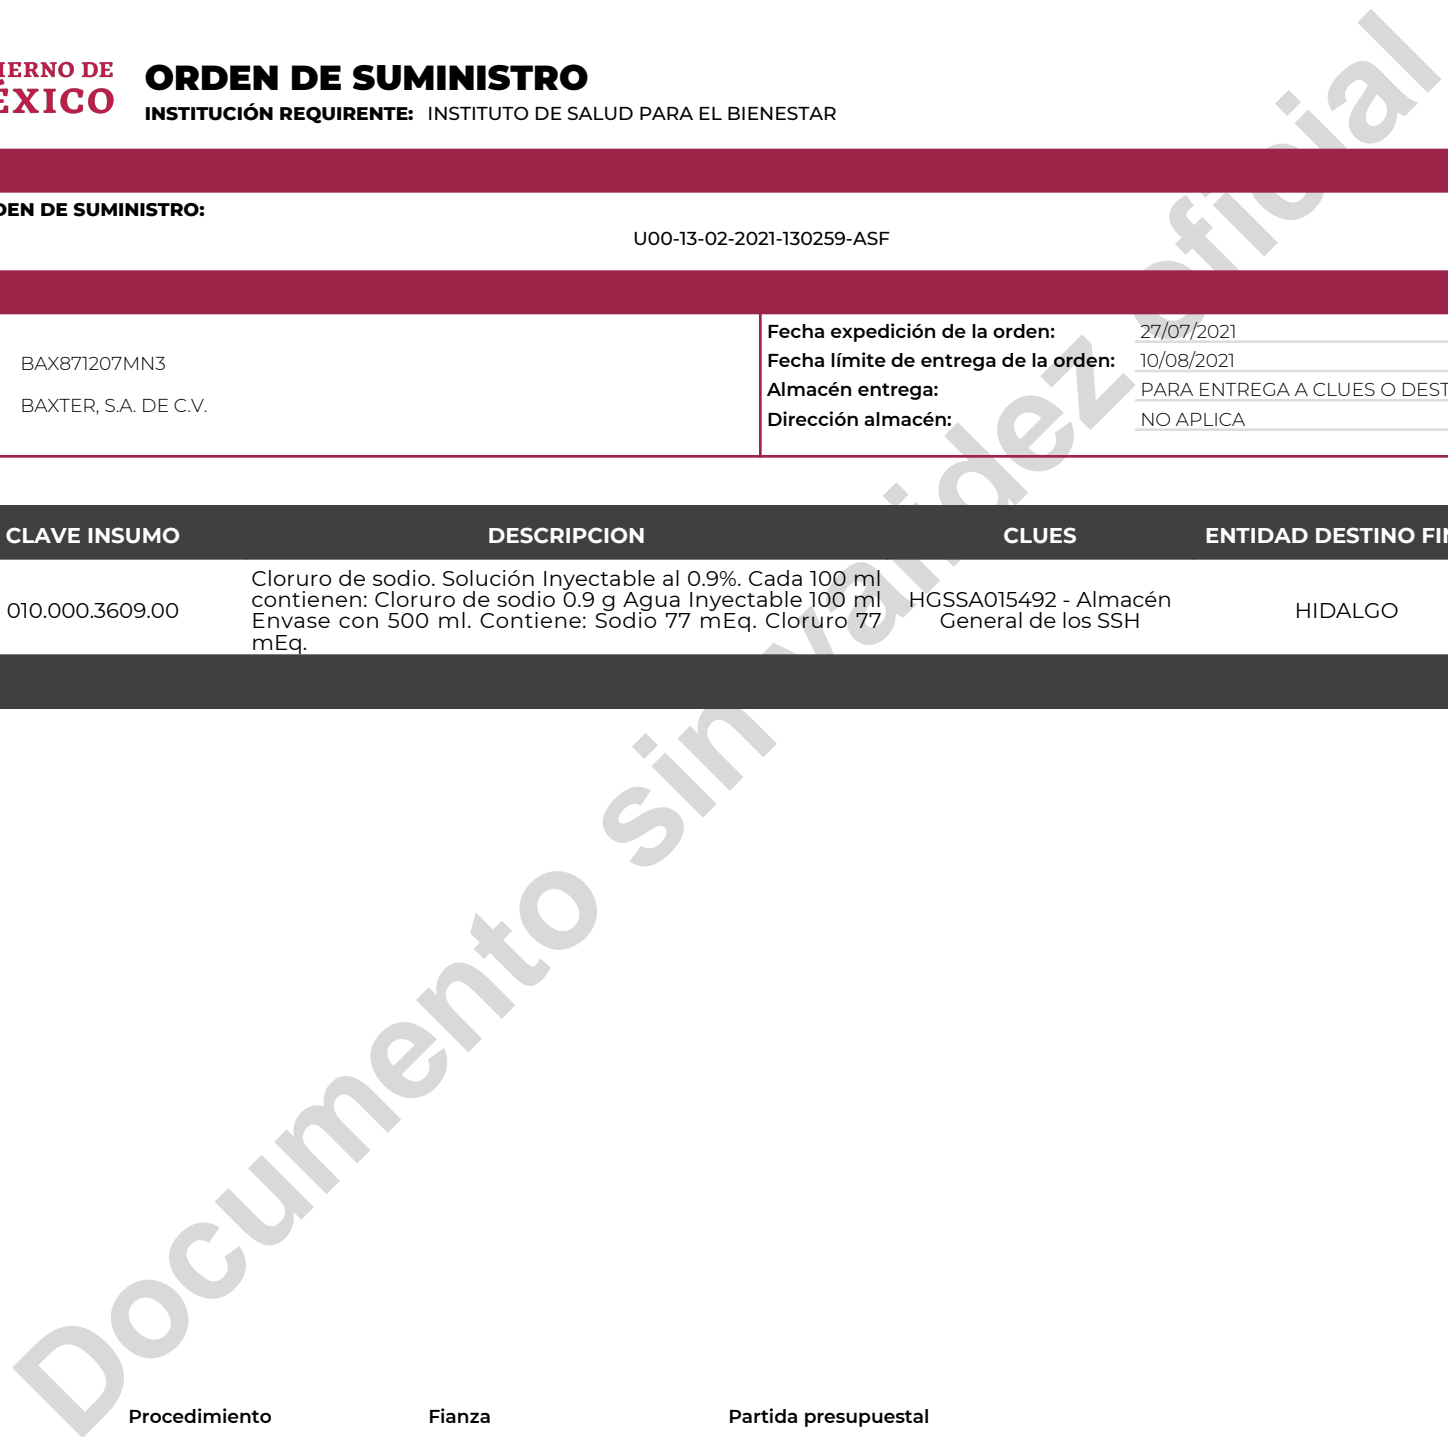 IERNO DE
ÉXICO
ORDEN DE SUMINISTRO
INSTITUCIÓN REQUIRENTE: INSTITUTO DE SALUD PARA EL BIENESTAR
DEN DE SUMINISTRO:
U00-13-02-2021-130259-ASF
BAX871207MN3
BAXTER, S.A. DE C.V.
Fecha expedición de la orden: 27/07/2021
Fecha límite de entrega de la orden: 10/08/2021
Almacén entrega: PARA ENTREGA A CLUES O DEST
Dirección almacén: NO APLICA
CLAVE INSUMO DESCRIPCION CLUES ENTIDAD DESTINO FIN
010.000.3609.00
Cloruro de sodio. Solución Inyectable al 0.9%. Cada 100 ml
contienen: Cloruro de sodio 0.9 g Agua Inyectable 100 ml
Envase con 500 ml. Contiene: Sodio 77 mEq. Cloruro 77
mEq.
HGSSA015492 - Almacén
General de los SSH
HIDALGO
Documento sin validez oficial
Procedimiento Fianza Partida presupuestal